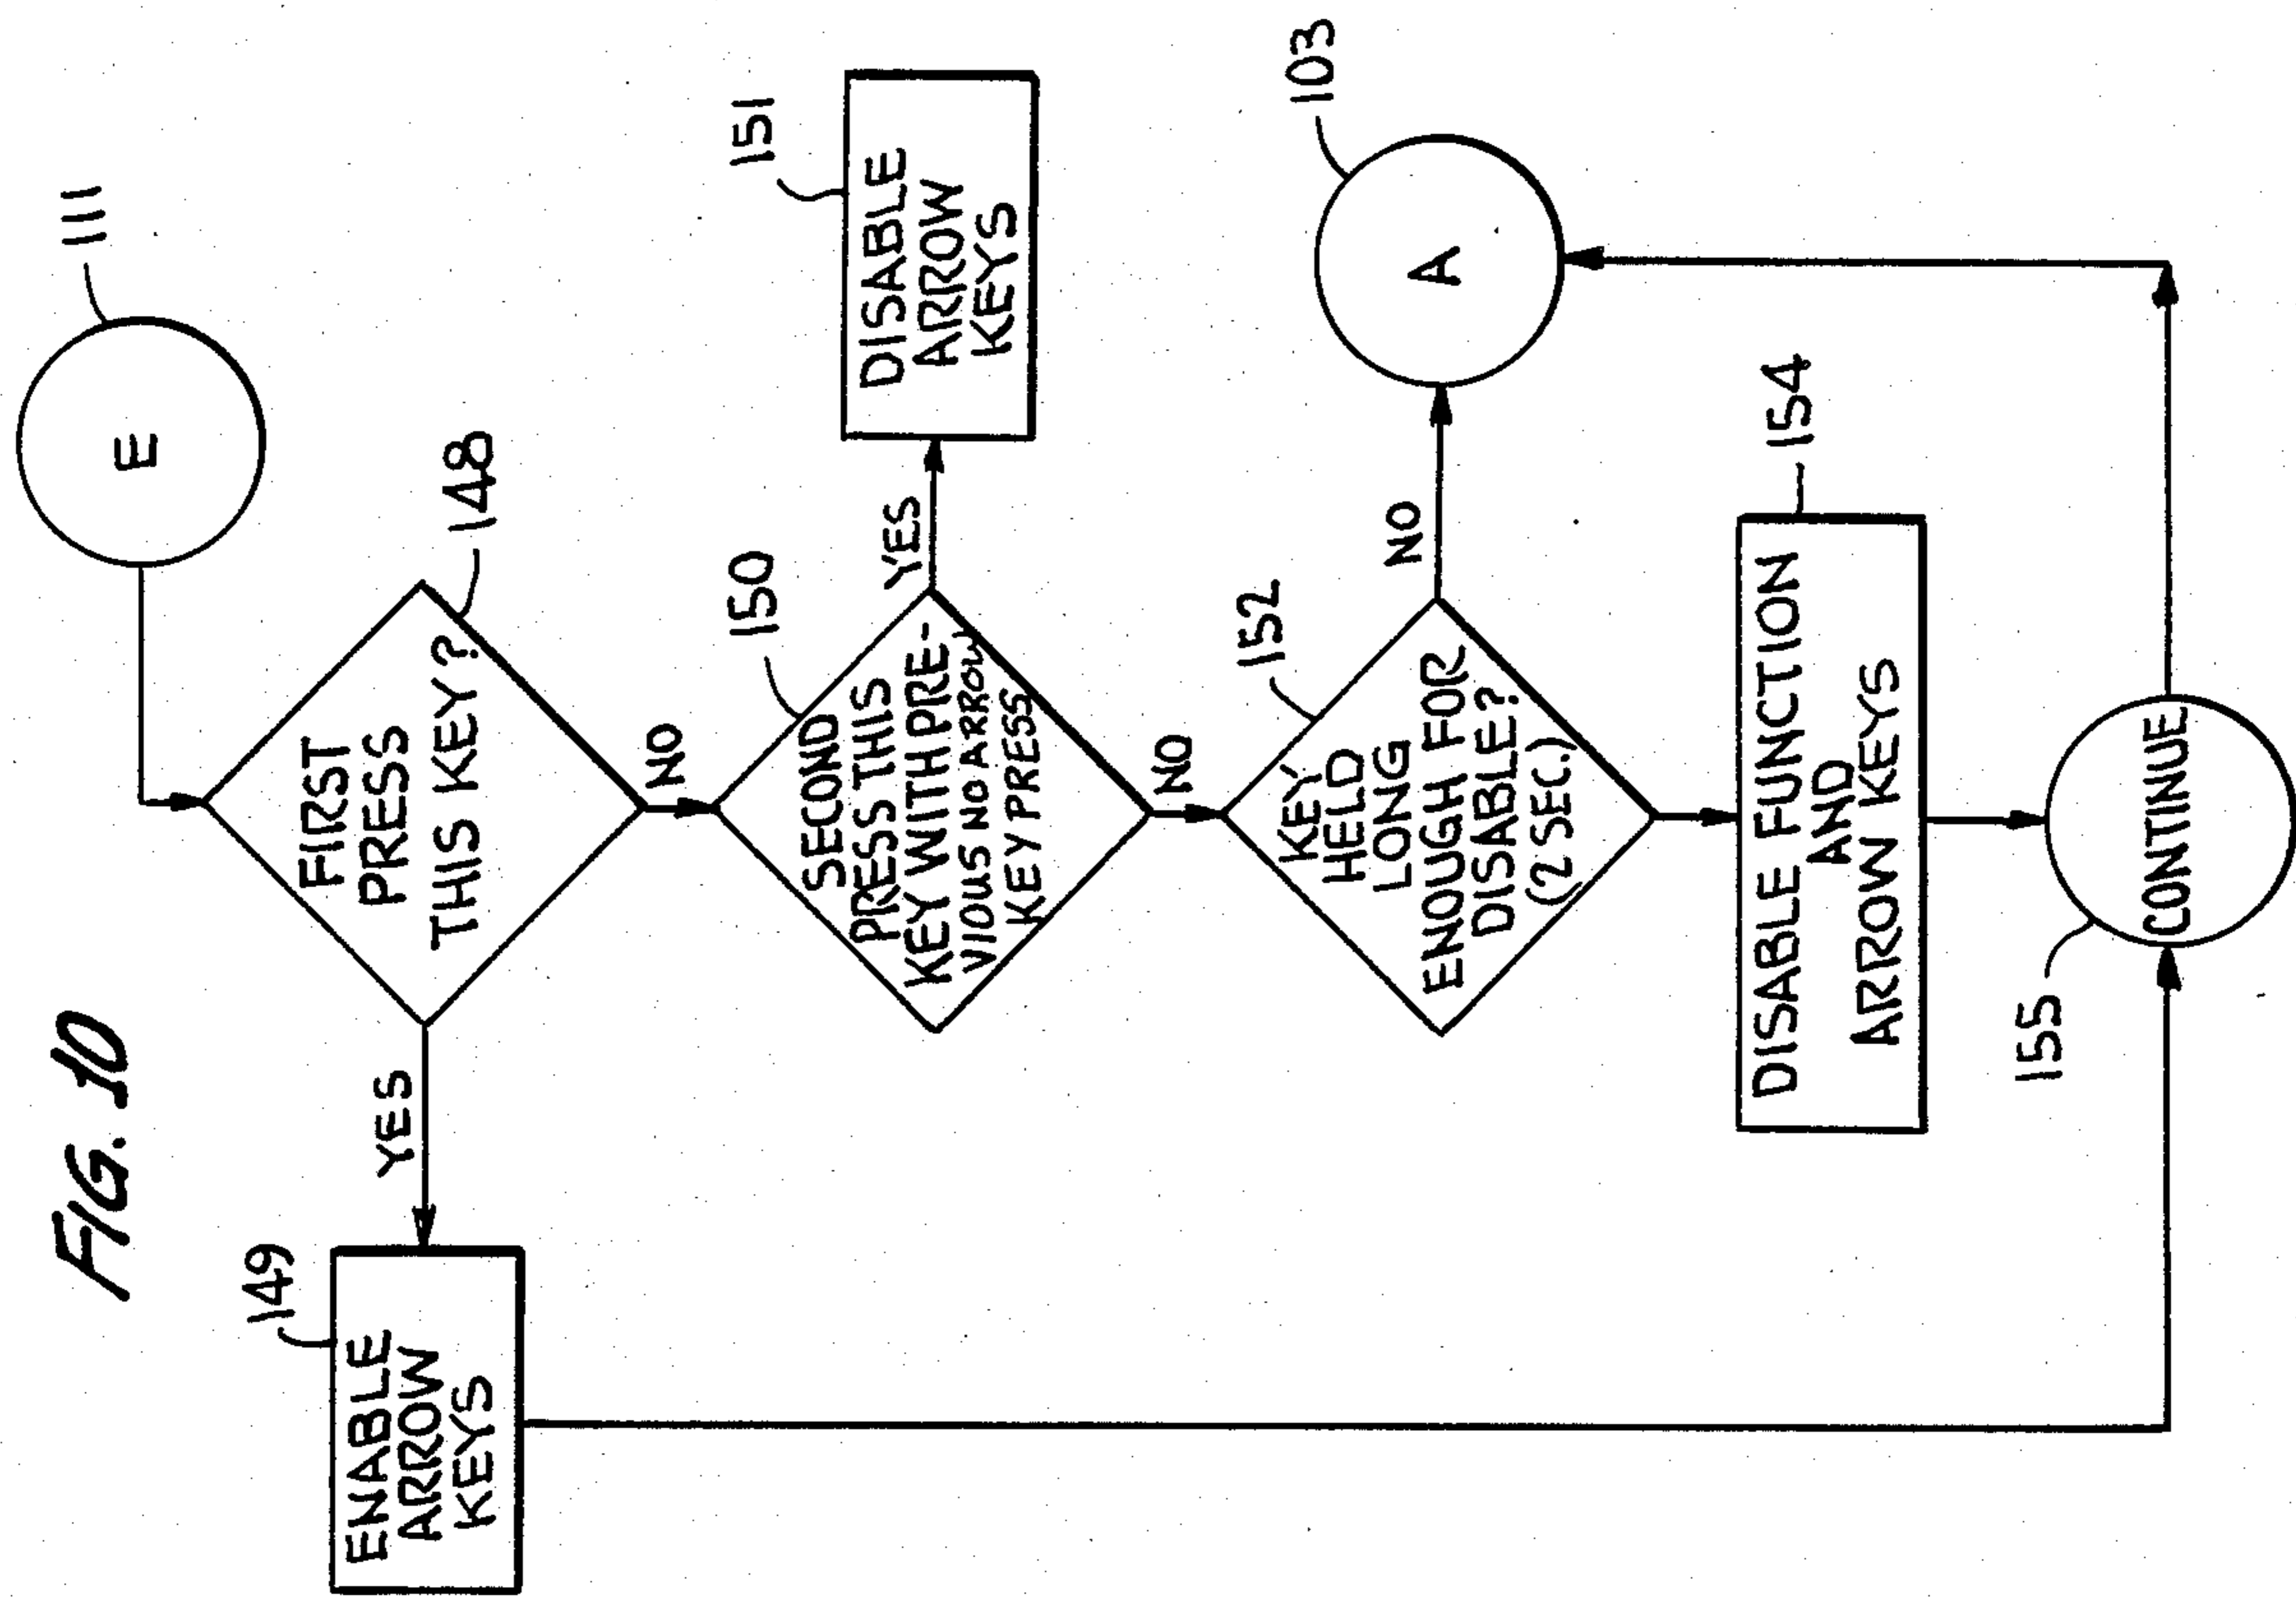 FIG. 10
E
111
FIRST
PRESS
THIS KEY?
148
YES
149
ENABLE
ARROW
KEYS
NO
150
SECOND
PRESS THIS
KEY WITH PRE-
VIOUS NO ARROW
KEY PRESS
YES
151
DISABLE
ARROW
KEYS
NO
152
KEY
HELD
LONG
ENOUGH FOR
DISABLE?
(2 SEC.)
NO
A
103
DISABLE FUNCTION
AND
ARROW KEYS
154
155
CONTINUE